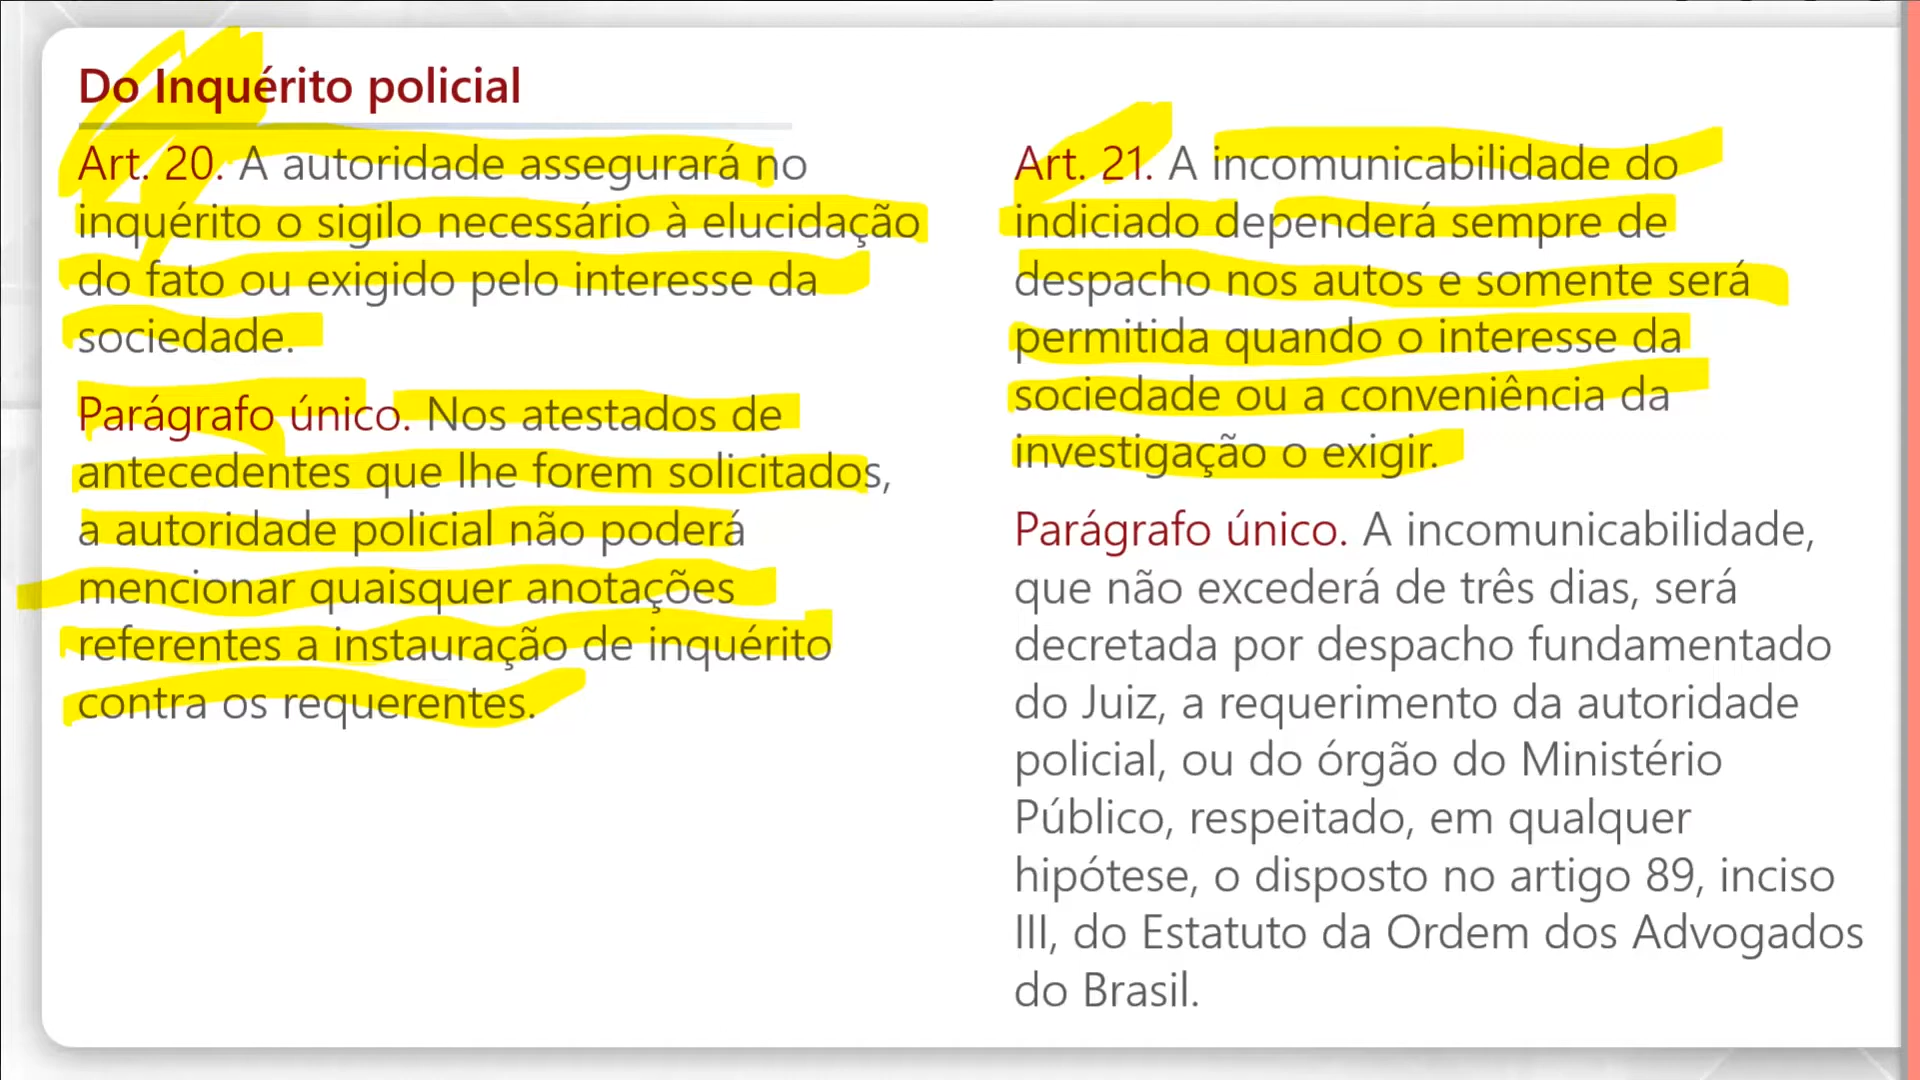 Do Inquérito policial
Art. 20. A autoridade assegurará no
inquérito o sigilo necessário à elucidação
do fato ou exigido pelo interesse da
sociedade.
Parágrafo único. Nos atestados de
antecedentes que lhe forem solicitados,
a autoridade policial não poderá
mencionar quaisquer anotações
referentes a instauração de inquérito
contra os requerentes.
Art. 21. A incomunicabilidade do
indiciado dependerá sempre de
despacho nos autos e somente será
permitida quando o interesse da
sociedade ou a conveniência da
investigação o exigir.
Parágrafo único. A incomunicabilidade,
que não excederá de três dias, será
decretada por despacho fundamentado
do Juiz, a requerimento da autoridade
policial, ou do órgão do Ministério
Público, respeitado, em qualquer
hipótese, o disposto no artigo 89, inciso
III, do Estatuto da Ordem dos Advogados
do Brasil.